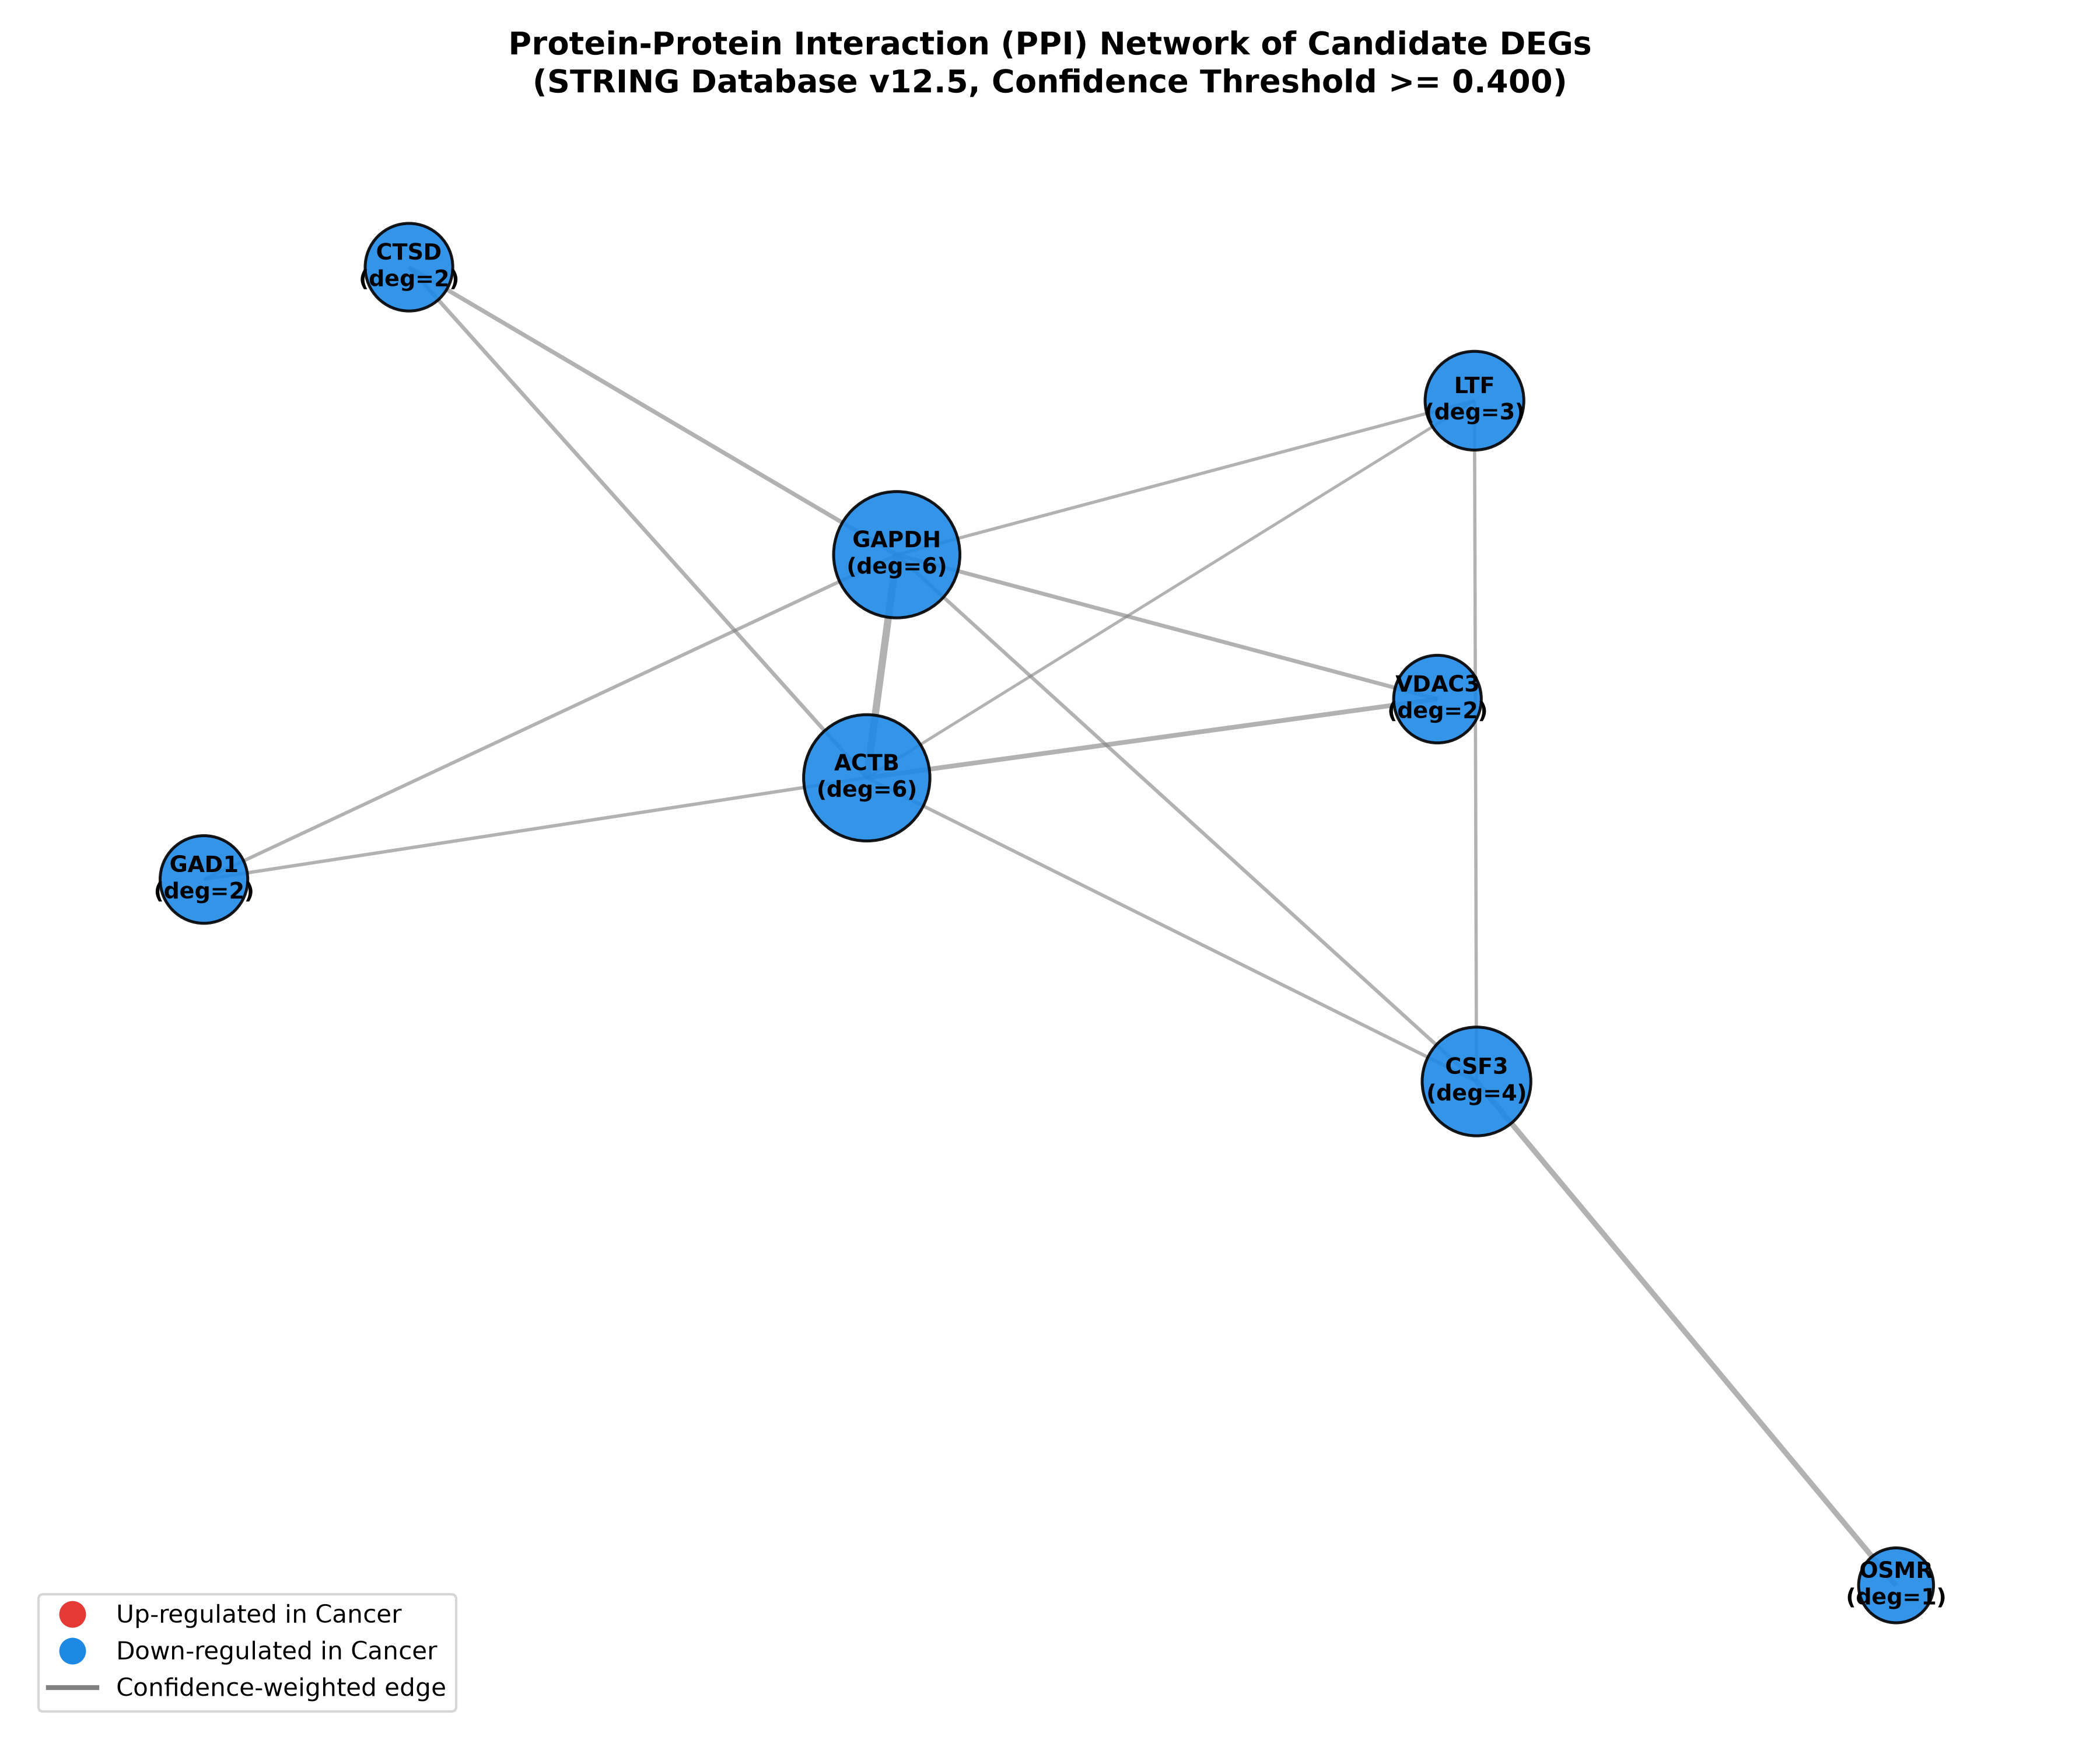 Protein-Protein Interaction (PPI) Network of Candidate DEGs
(STRING Database v12.5, Confidence Threshold >= 0.400)
CTSD
(deg=2)
LTF
(deg=3)
GAPDH
(deg=6)
VDAC3
(deg=2)
ACTB
(deg=6)
GAD1
(deg=2)
CSF3
(deg=4)
OSMR
(deg=1)
Up-regulated in Cancer
Down-regulated in Cancer
Confidence-weighted edge